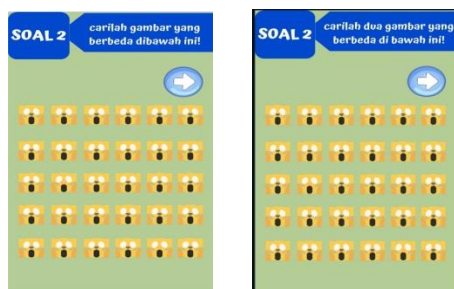 SOAL 2
carilah gambar yang
berbeda dibawah ini!
SOAL 2
carilah dua gambar yang
berbeda di bawah ini!